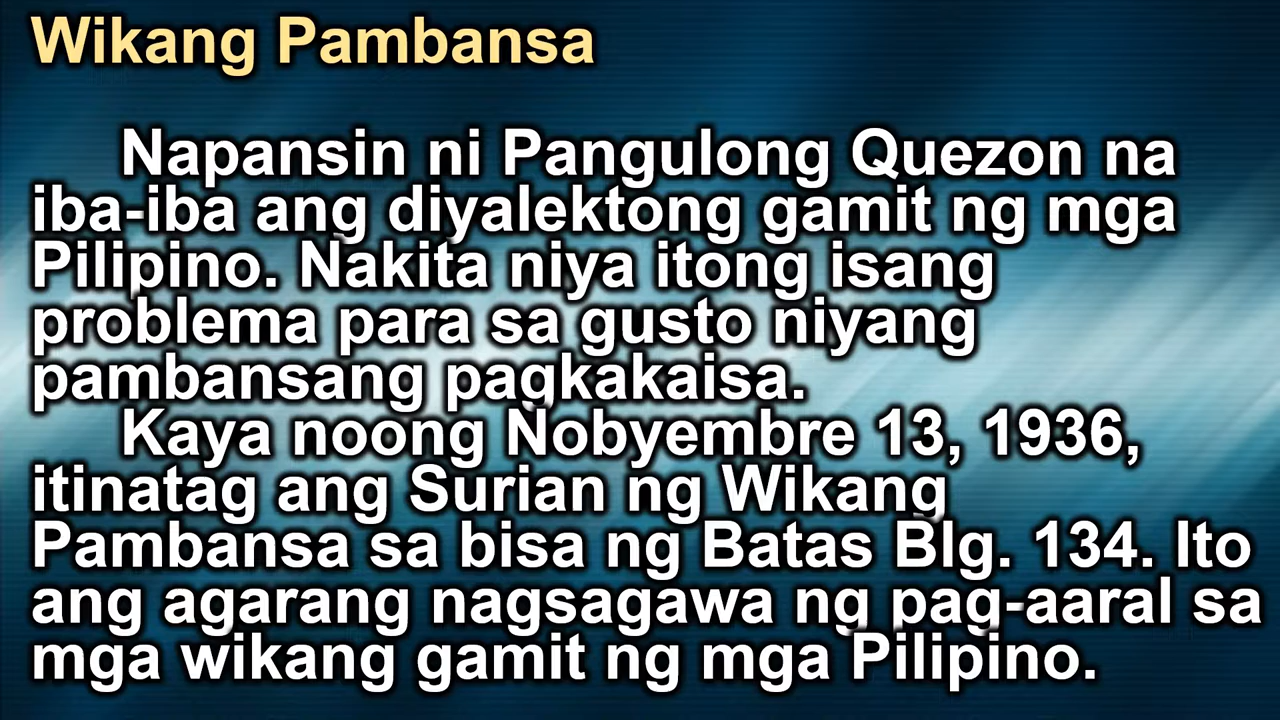 Wikang Pambansa
Napansin ni Pangulong Quezon na
iba-iba ang diyalektong gamit ng mga
Pilipino. Nakita niya itong isang
problema para sa gusto niyang
pambansang pagkakaisa.
Kaya noong Nobyembre 13, 1936,
itinatag ang Surian ng Wikang
Pambansa sa bisa ng Batas Blg. 134. Ito
ang agarang nagsagawa ng pag-aaral sa
mga wikang gamit ng mga Pilipino.